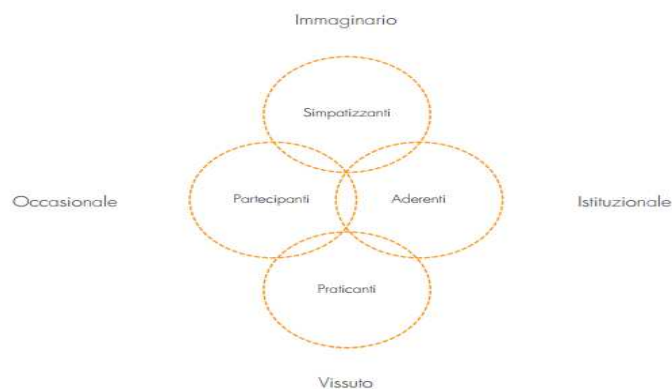 Immaginario
Simpatizzanti
Occasionale Partecipanti Aderenti Istituzionale
Praticanti
Vissuto